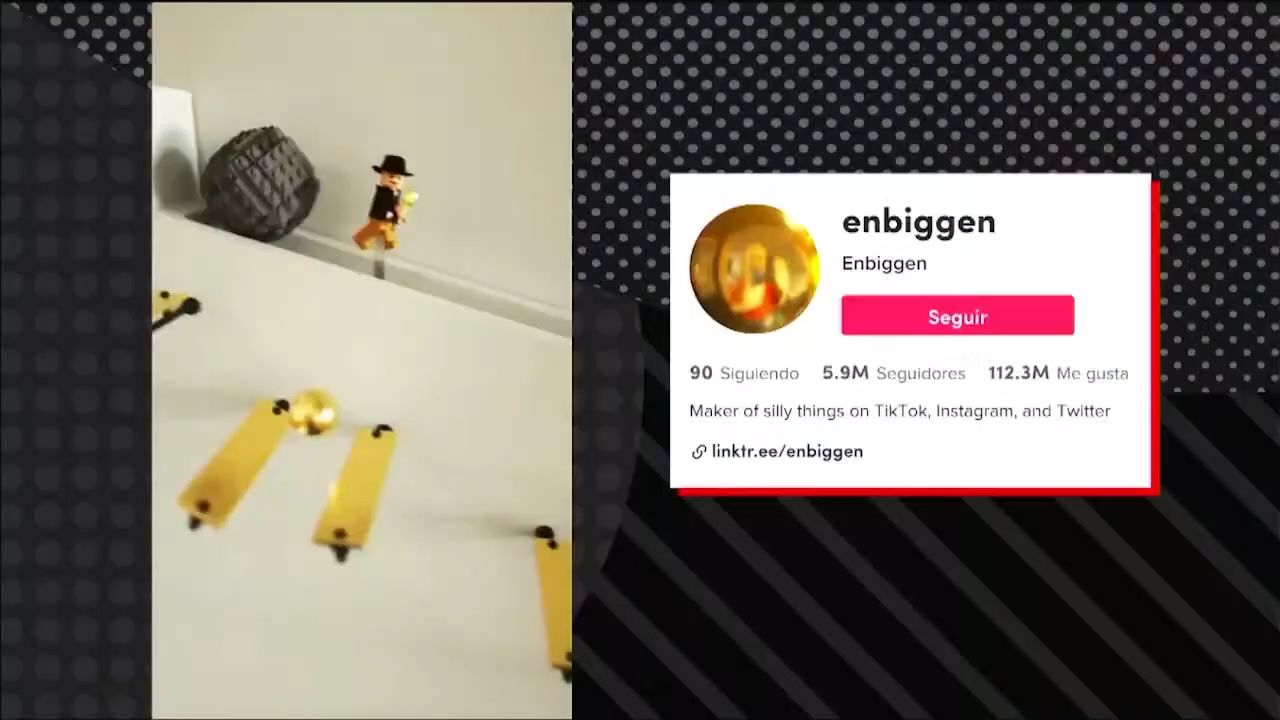 enbiggen
Enbiggen
Seguir
90 Siguiendo 5.9M Seguidores 112.3M Me gusta
Maker of silly things on TikTok, Instagram, and Twitter
linktr.ee/enbiggen